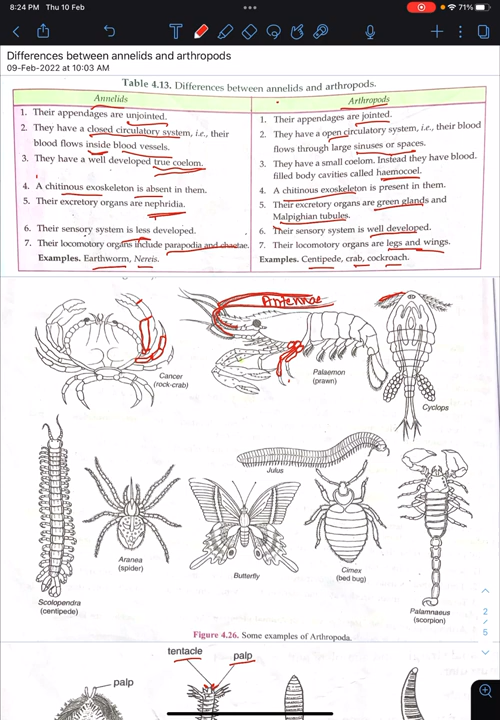 8:24 PM Thu 10 Feb
71%
Differences between annelids and arthropods
09-Feb-2022 at 10:03 AM
Table 4.13. Differences between annelids and arthropods.
Annelids
1. Their appendages are unjointed.
2. They have a closed circulatory system, i.e., their
blood flows inside blood vessels.
3. They have a well developed true coelom.
4. A chitinous exoskeleton is absent in them.
5. Their excretory organs are nephridia.
6. Their sensory system is less developed.
7. Their locomotory organs include parapodia and chaetae.
Examples. Earthworm, Nereis.
Arthropods
1. Their appendages are jointed.
2. They have a open circulatory system, i.e., their blood
flows through large sinuses or spaces.
3. They have a small coelom. Instead they have blood.
filled body cavities called haemocoel.
4. A chitinous exoskeleton is present in them.
5. Their excretory organs are green glands and
Malpighian tubules.
6. Their sensory system is well developed.
7. Their locomotory organs are legs and wings.
Examples. Centipede, crab, cockroach.
Antennae
Cancer
(rock-crab)
Palaemon
(prawn)
Cyclops
Julus
Scolopendra
(centipede)
Aranea
(spider)
Butterfly
Cimex
(bed bug)
Palamnaeus
(scorpion)
2
5
Figure 4.26. Some examples of Arthropoda.
tentacle
palp
palp